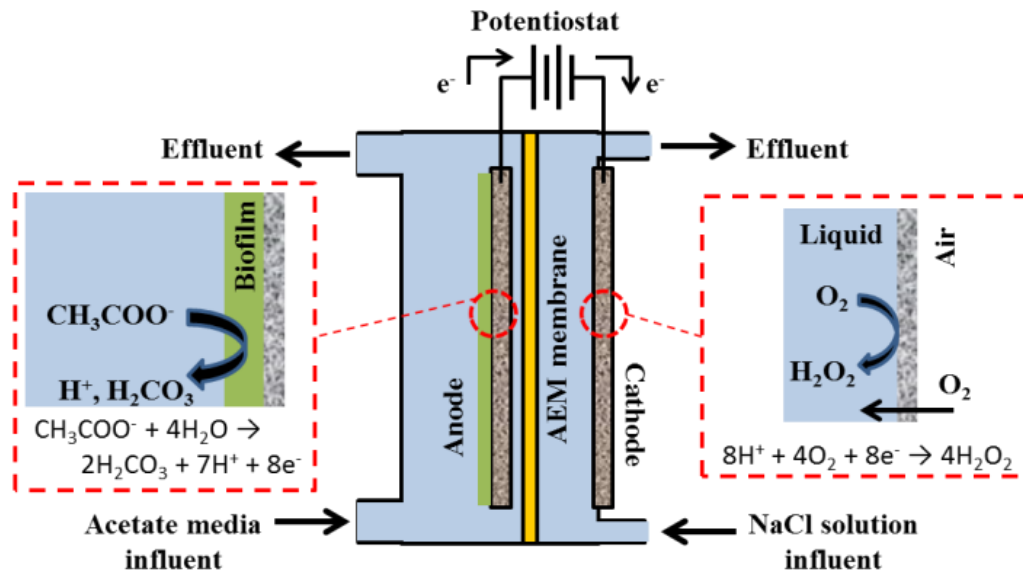 Potentiostat
e⁻
e⁻
Effluent
Effluent
Biofilm
CH₃COO⁻
H⁺, H₂CO₃
CH₃COO⁻ + 4H₂O →
2H₂CO₃ + 7H⁺ + 8e⁻
Anode
AEM membrane
Cathode
Liquid
Air
O₂
H₂O₂
O₂
8H⁺ + 4O₂ + 8e⁻ → 4H₂O₂
Acetate media
influent
NaCl solution
influent